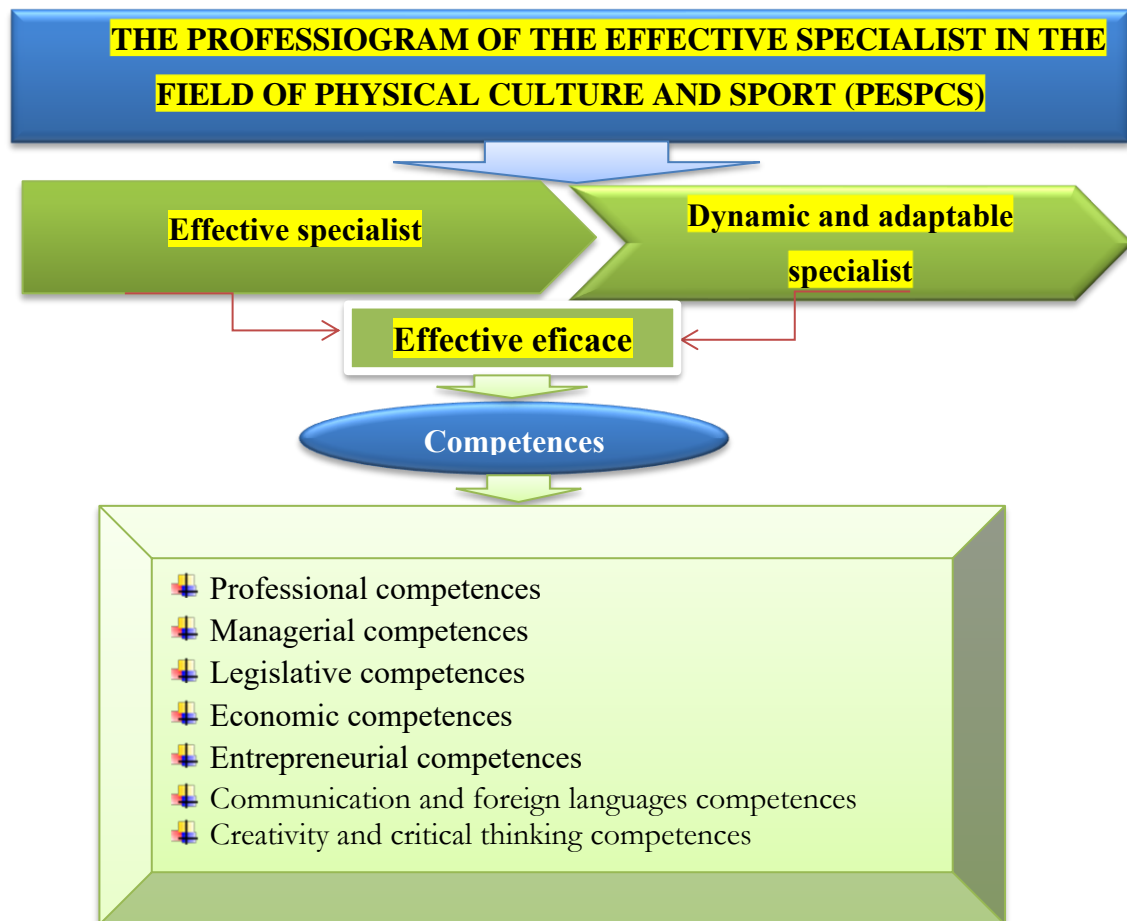 THE PROFESSIOGRAM OF THE EFFECTIVE SPECIALIST IN THE
FIELD OF PHYSICAL CULTURE AND SPORT (PESPCS)
Effective specialist
Dynamic and adaptable
specialist
Effective eficace
Competences
Professional competences
Managerial competences
Legislative competences
Economic competences
Entrepreneurial competences
Communication and foreign languages competences
Creativity and critical thinking competences